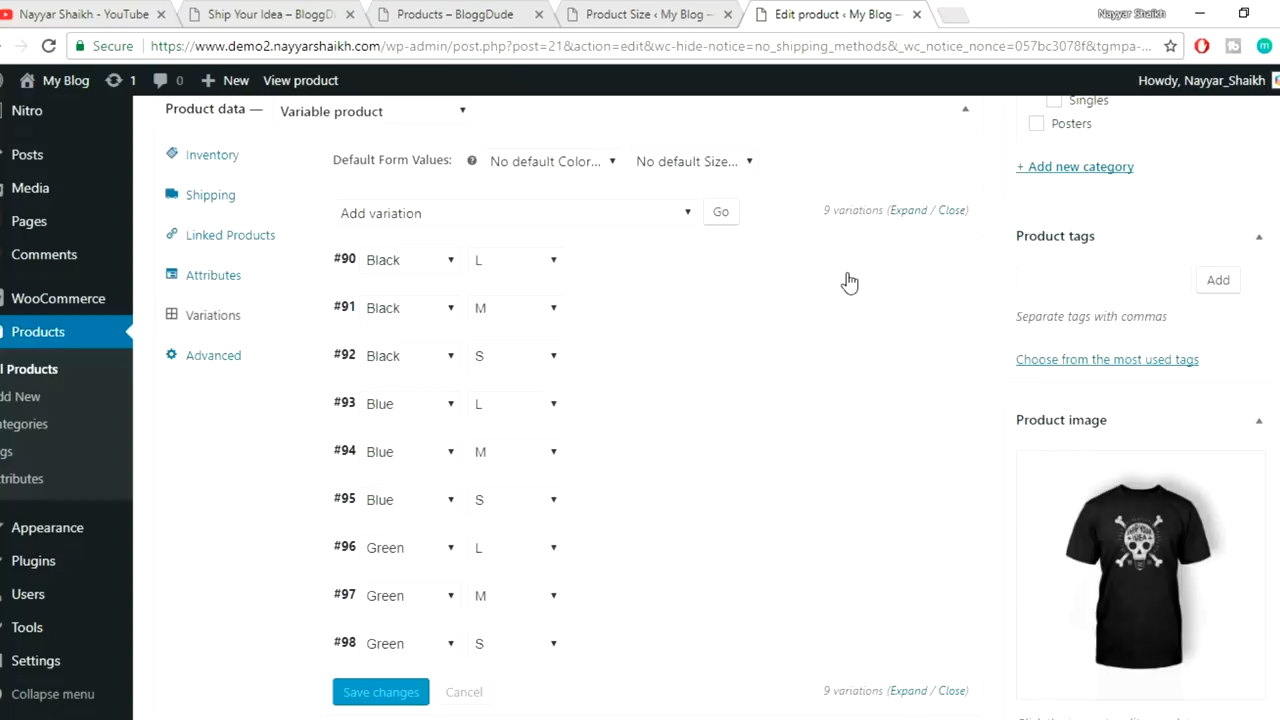 Nayyar Shaikh - YouTube
Ship Your Idea – BloggD
Products – BloggDude
Product Size ‹ My Blog –
Edit product ‹ My Blog –
Nayyar Shaikh
Secure
https://www.demo2.nayyarshaikh.com/wp-admin/post.php?post=21&action=edit&wc-hide-notice=no_shipping_methods&_wc_notice_nonce=057bc3078f&tgmpa-...
My Blog
1
0
New
View product
Howdy, Nayyar_Shaikh
Nitro
Posts
Media
Pages
Comments
WooCommerce
Products
l Products
dd New
ategories
gs
ttributes
Appearance
Plugins
Users
Tools
Settings
Collapse menu
Product data — Variable product
Inventory
Shipping
Linked Products
Attributes
Variations
Advanced
Default Form Values: No default Color... No default Size...
Add variation Go 9 variations (Expand / Close)
#90 Black L
#91 Black M
#92 Black S
#93 Blue L
#94 Blue M
#95 Blue S
#96 Green L
#97 Green M
#98 Green S
Save changes Cancel 9 variations (Expand / Close)
Singles
Posters
+ Add new category
Product tags
Add
Separate tags with commas
Choose from the most used tags
Product image